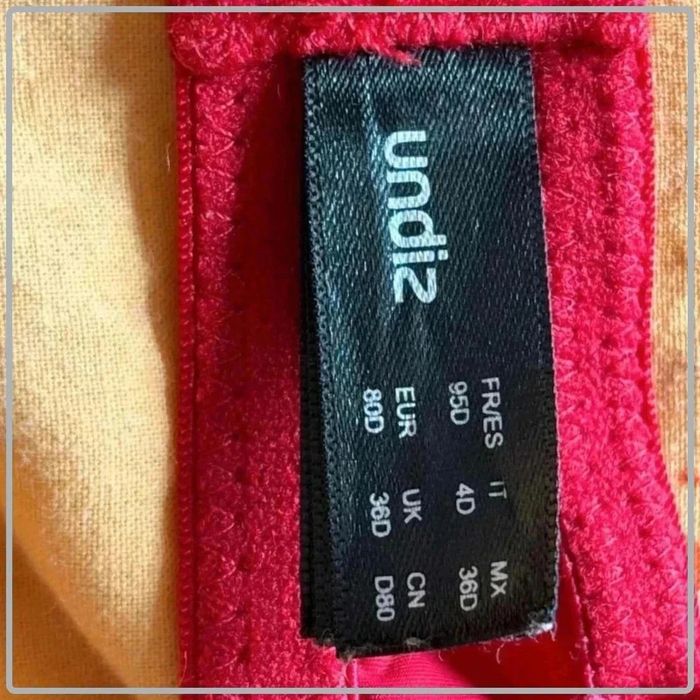 undiz
FR/ES IT MX
95D 4D 36D
EUR UK CN
80D 36D D80